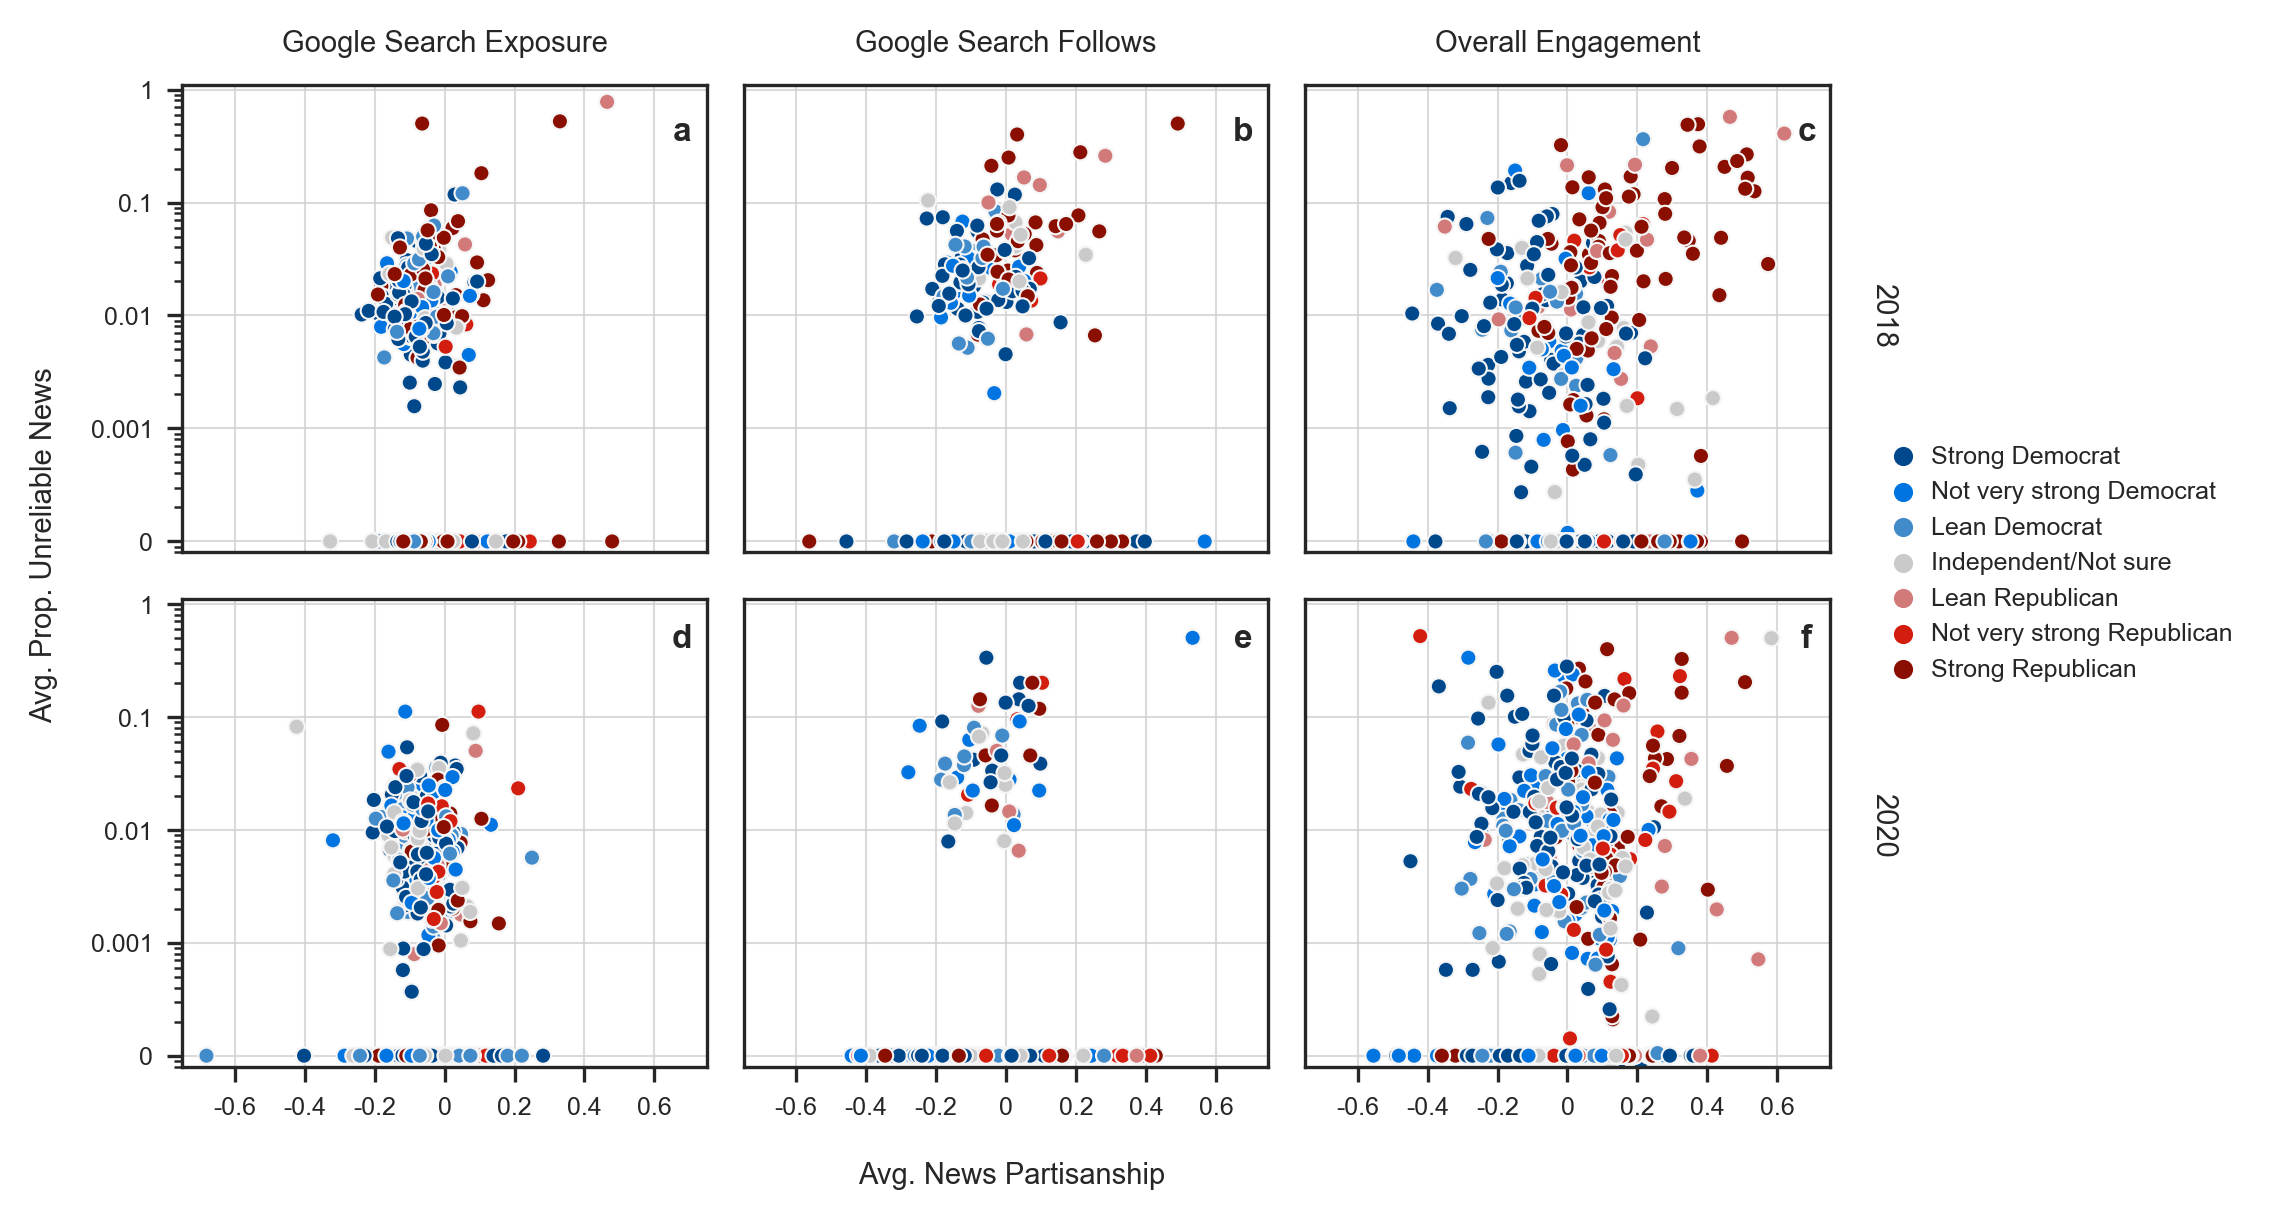 Google Search Exposure
Google Search Follows
Overall Engagement
a
b
c
1
0.1
0.01
0.001
0
2018
Avg. Prop. Unreliable News
Strong Democrat
Not very strong Democrat
Lean Democrat
Independent/Not sure
Lean Republican
Not very strong Republican
Strong Republican
d
e
f
1
0.1
0.01
0.001
0
2020
-0.6 -0.4 -0.2 0 0.2 0.4 0.6
-0.6 -0.4 -0.2 0 0.2 0.4 0.6
-0.6 -0.4 -0.2 0 0.2 0.4 0.6
Avg. News Partisanship